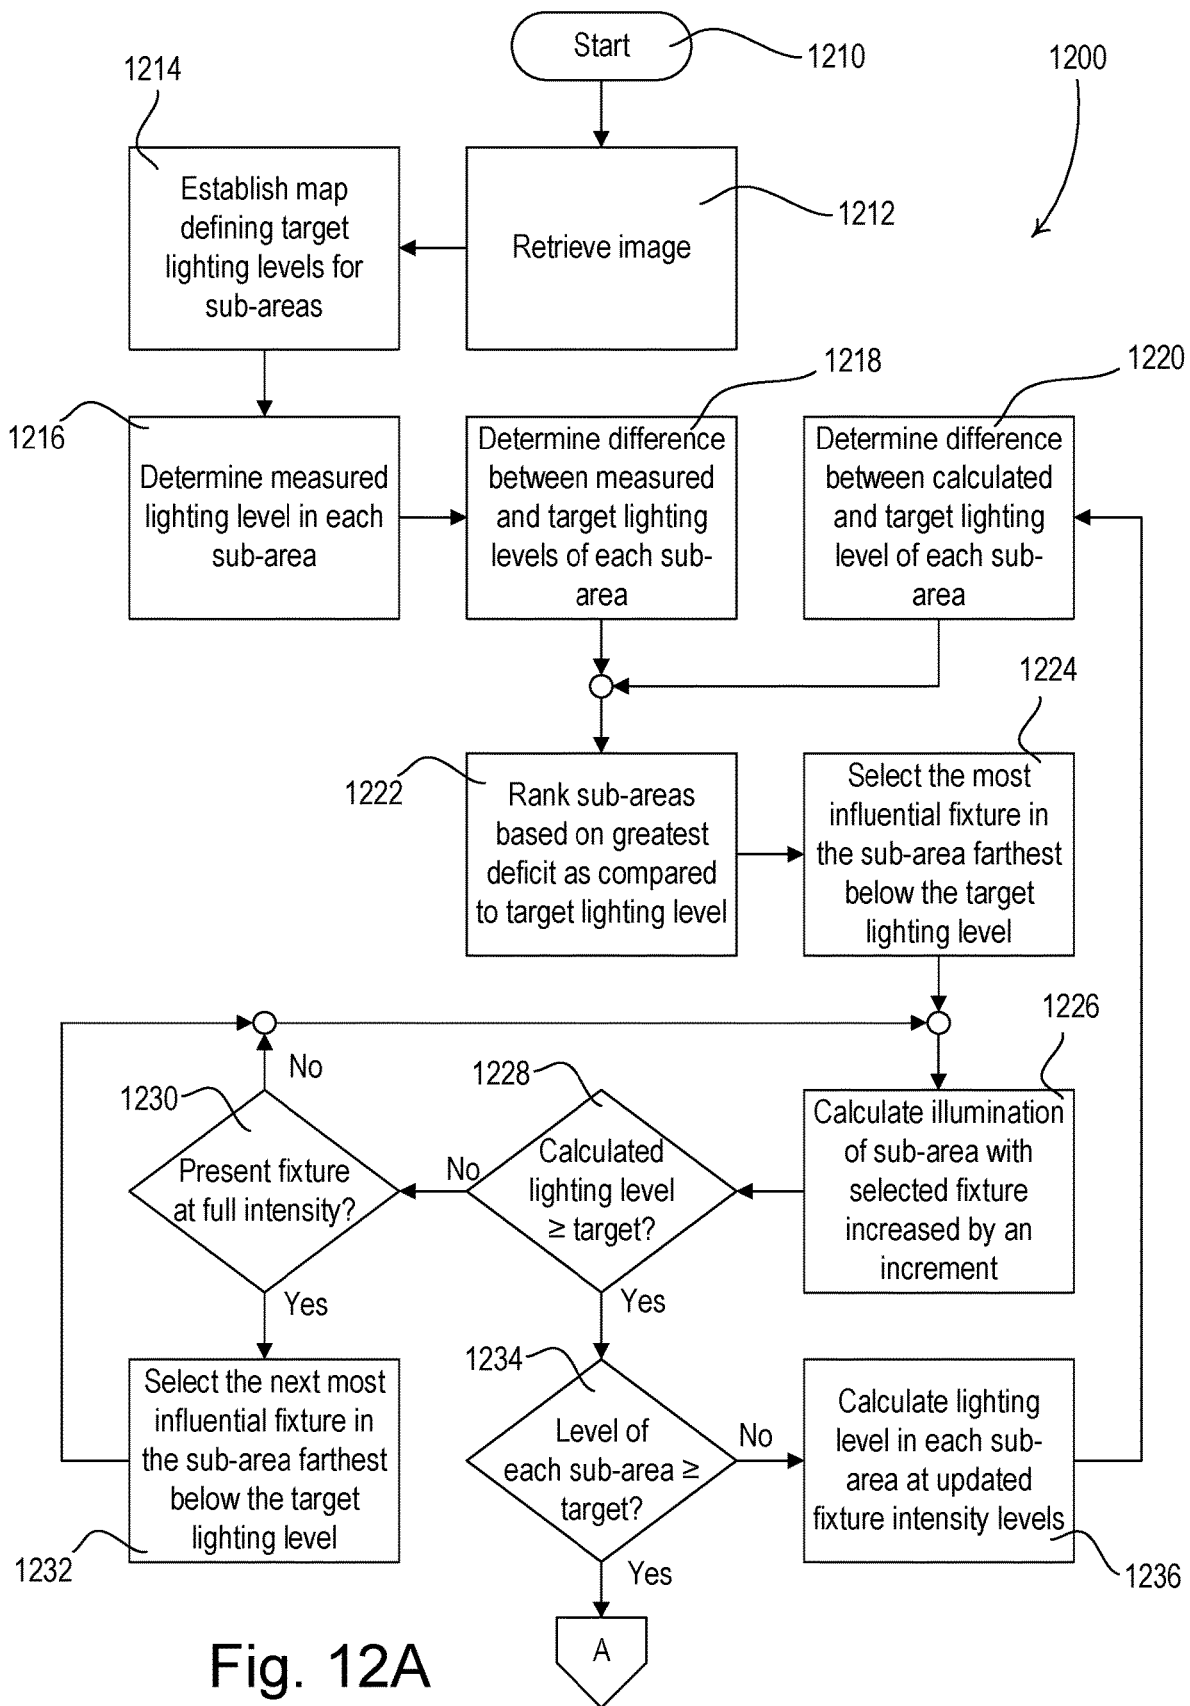 Start
1210
1200
1214
Establish map
defining target
lighting levels for
sub-areas
Retrieve image
1212
1216
Determine measured
lighting level in each
sub-area
1218
Determine difference
between measured
and target lighting
levels of each sub-
area
1220
Determine difference
between calculated
and target lighting
level of each sub-
area
1222
Rank sub-areas
based on greatest
deficit as compared
to target lighting level
1224
Select the most
influential fixture in
the sub-area farthest
below the target
lighting level
1226
Calculate illumination
of sub-area with
selected fixture
increased by an
increment
1228
Calculated
lighting level
≥ target?
No
Yes
1230
Present fixture
at full intensity?
No
Yes
1232
Select the next most
influential fixture in
the sub-area farthest
below the target
lighting level
1234
Level of
each sub-area ≥
target?
No
Yes
Calculate lighting
level in each sub-
area at updated
fixture intensity levels
1236
A
Fig. 12A